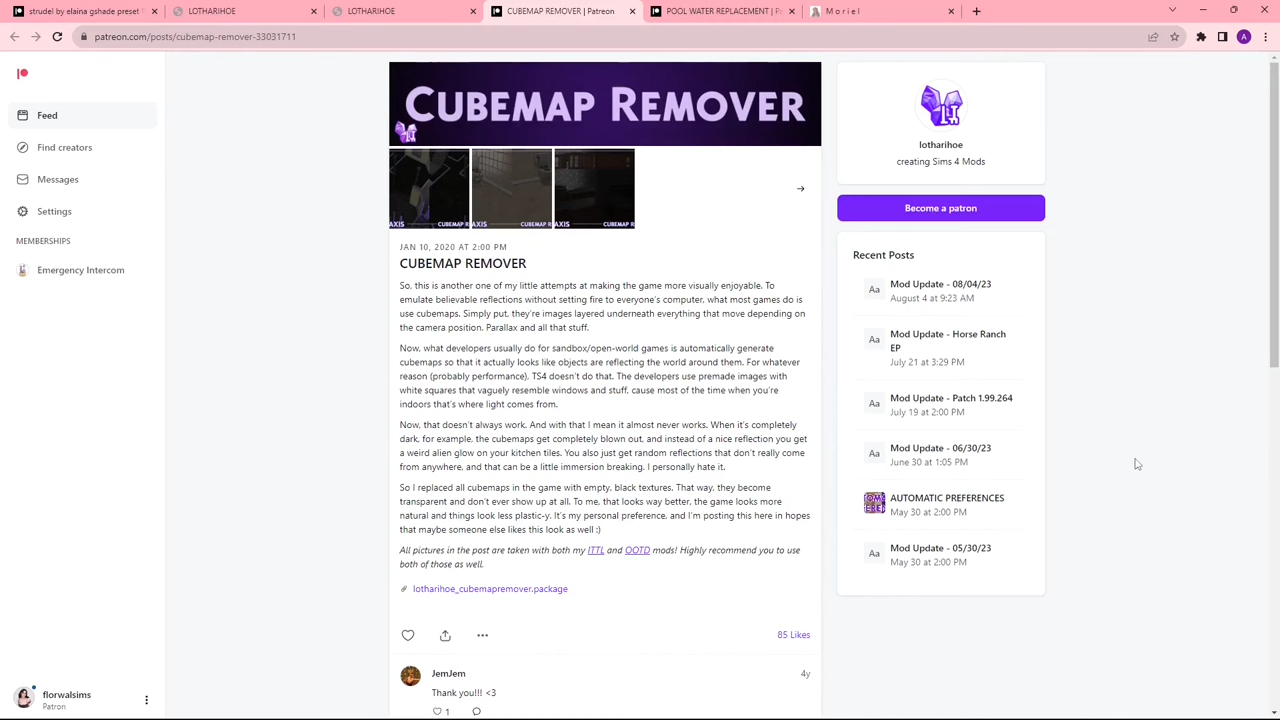 strudel by elaina gshade preset
LOTHARIHOE
LOTHARIHOE
CUBEMAP REMOVER | Patreon
POOL WATER REPLACEMENT | P
M o r i e l
patreon.com/posts/cubemap-remover-33031711
A
Feed
Find creators
Messages
Settings
MEMBERSHIPS
Emergency Intercom
florwalsims
Patron
CUBEMAP REMOVER
AXIS
CUBEMAP R
AXIS
CUBEMAP R
AXIS
CUBEMAP R
JAN 10, 2020 AT 2:00 PM
CUBEMAP REMOVER
So, this is another one of my little attempts at making the game more visually enjoyable. To
emulate believable reflections without setting fire to everyone's computer, what most games do is
use cubemaps. Simply put, they're images layered underneath everything that move depending on
the camera position. Parallax and all that stuff.
Now, what developers usually do for sandbox/open-world games is automatically generate
cubemaps so that it actually looks like objects are reflecting the world around them. For whatever
reason (probably performance), TS4 doesn't do that. The developers use premade images with
white squares that vaguely resemble windows and stuff, cause most of the time when you're
indoors that's where light comes from.
Now, that doesn't always work. And with that I mean it almost never works. When it's completely
dark, for example, the cubemaps get completely blown out, and instead of a nice reflection you get
a weird alien glow on your kitchen tiles. You also just get random reflections that don't really come
from anywhere, and that can be a little immersion breaking. I personally hate it.
So I replaced all cubemaps in the game with empty, black textures. That way, they become
transparent and don't ever show up at all. To me, that looks way better, the game looks more
natural and things look less plastic-y. It's my personal preference, and I'm posting this here in hopes
that maybe someone else likes this look as well :)
All pictures in the post are taken with both my ITTL and OOTD mods! Highly recommend you to use
both of those as well.
lotharihoe_cubemapremover.package
85 Likes
JemJem
4y
Thank you!!! <3
1
lotharihoe
creating Sims 4 Mods
Become a patron
Recent Posts
Aa
Mod Update - 08/04/23
August 4 at 9:23 AM
Aa
Mod Update - Horse Ranch
EP
July 21 at 3:29 PM
Aa
Mod Update - Patch 1.99.264
July 19 at 2:00 PM
Aa
Mod Update - 06/30/23
June 30 at 1:05 PM
AUTOMATIC PREFERENCES
May 30 at 2:00 PM
Aa
Mod Update - 05/30/23
May 30 at 2:00 PM